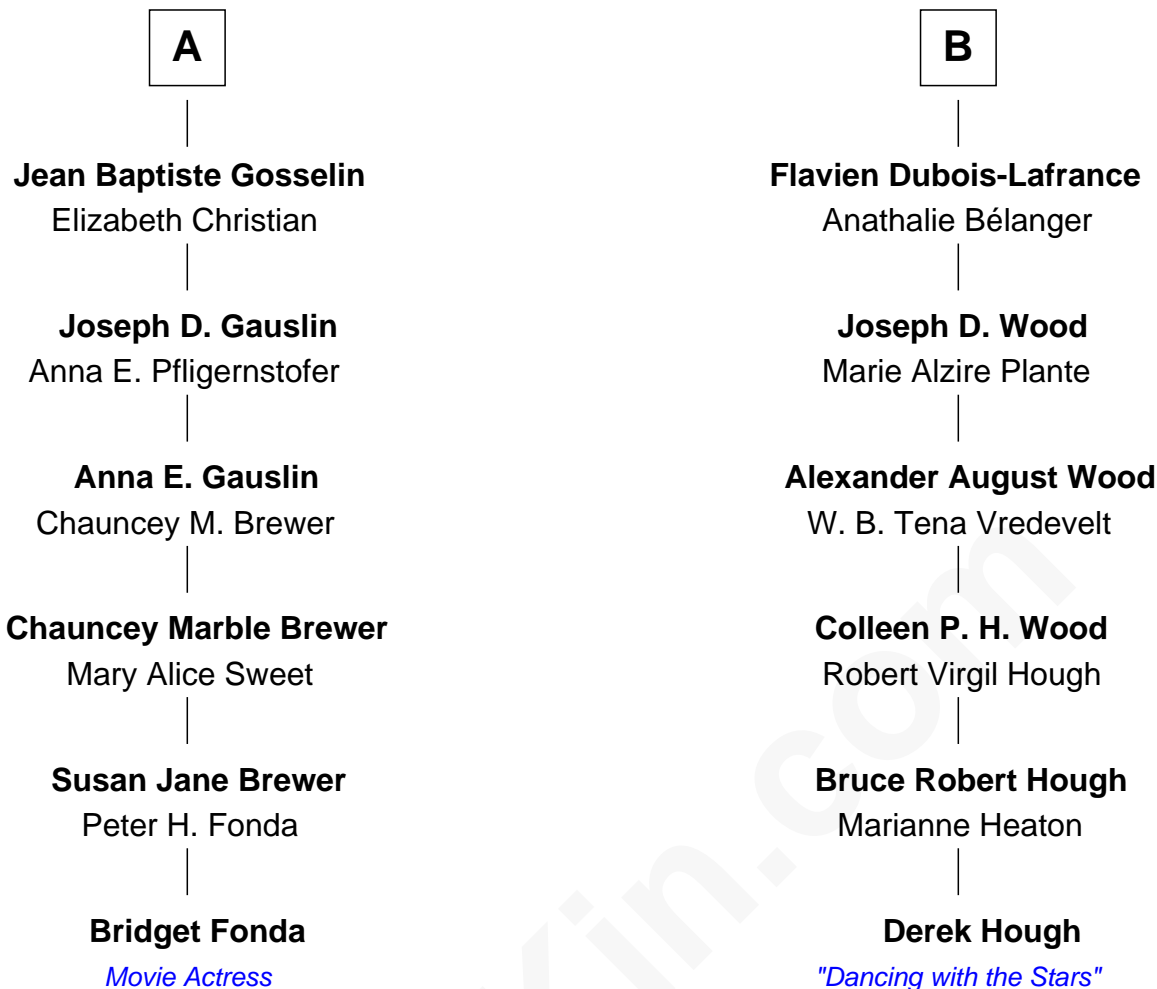 A
Jean Baptiste Gosselin
Elizabeth Christian
Joseph D. Gauslin
Anna E. Pfligernstofer
Anna E. Gauslin
Chauncey M. Brewer
Chauncey Marble Brewer
Mary Alice Sweet
Susan Jane Brewer
Peter H. Fonda
Bridget Fonda
Movie Actress
B
Flavien Dubois-Lafrance
Anathalie Bélanger
Joseph D. Wood
Marie Alzire Plante
Alexander August Wood
W. B. Tena Vredevelt
Colleen P. H. Wood
Robert Virgil Hough
Bruce Robert Hough
Marianne Heaton
Derek Hough
"Dancing with the Stars"